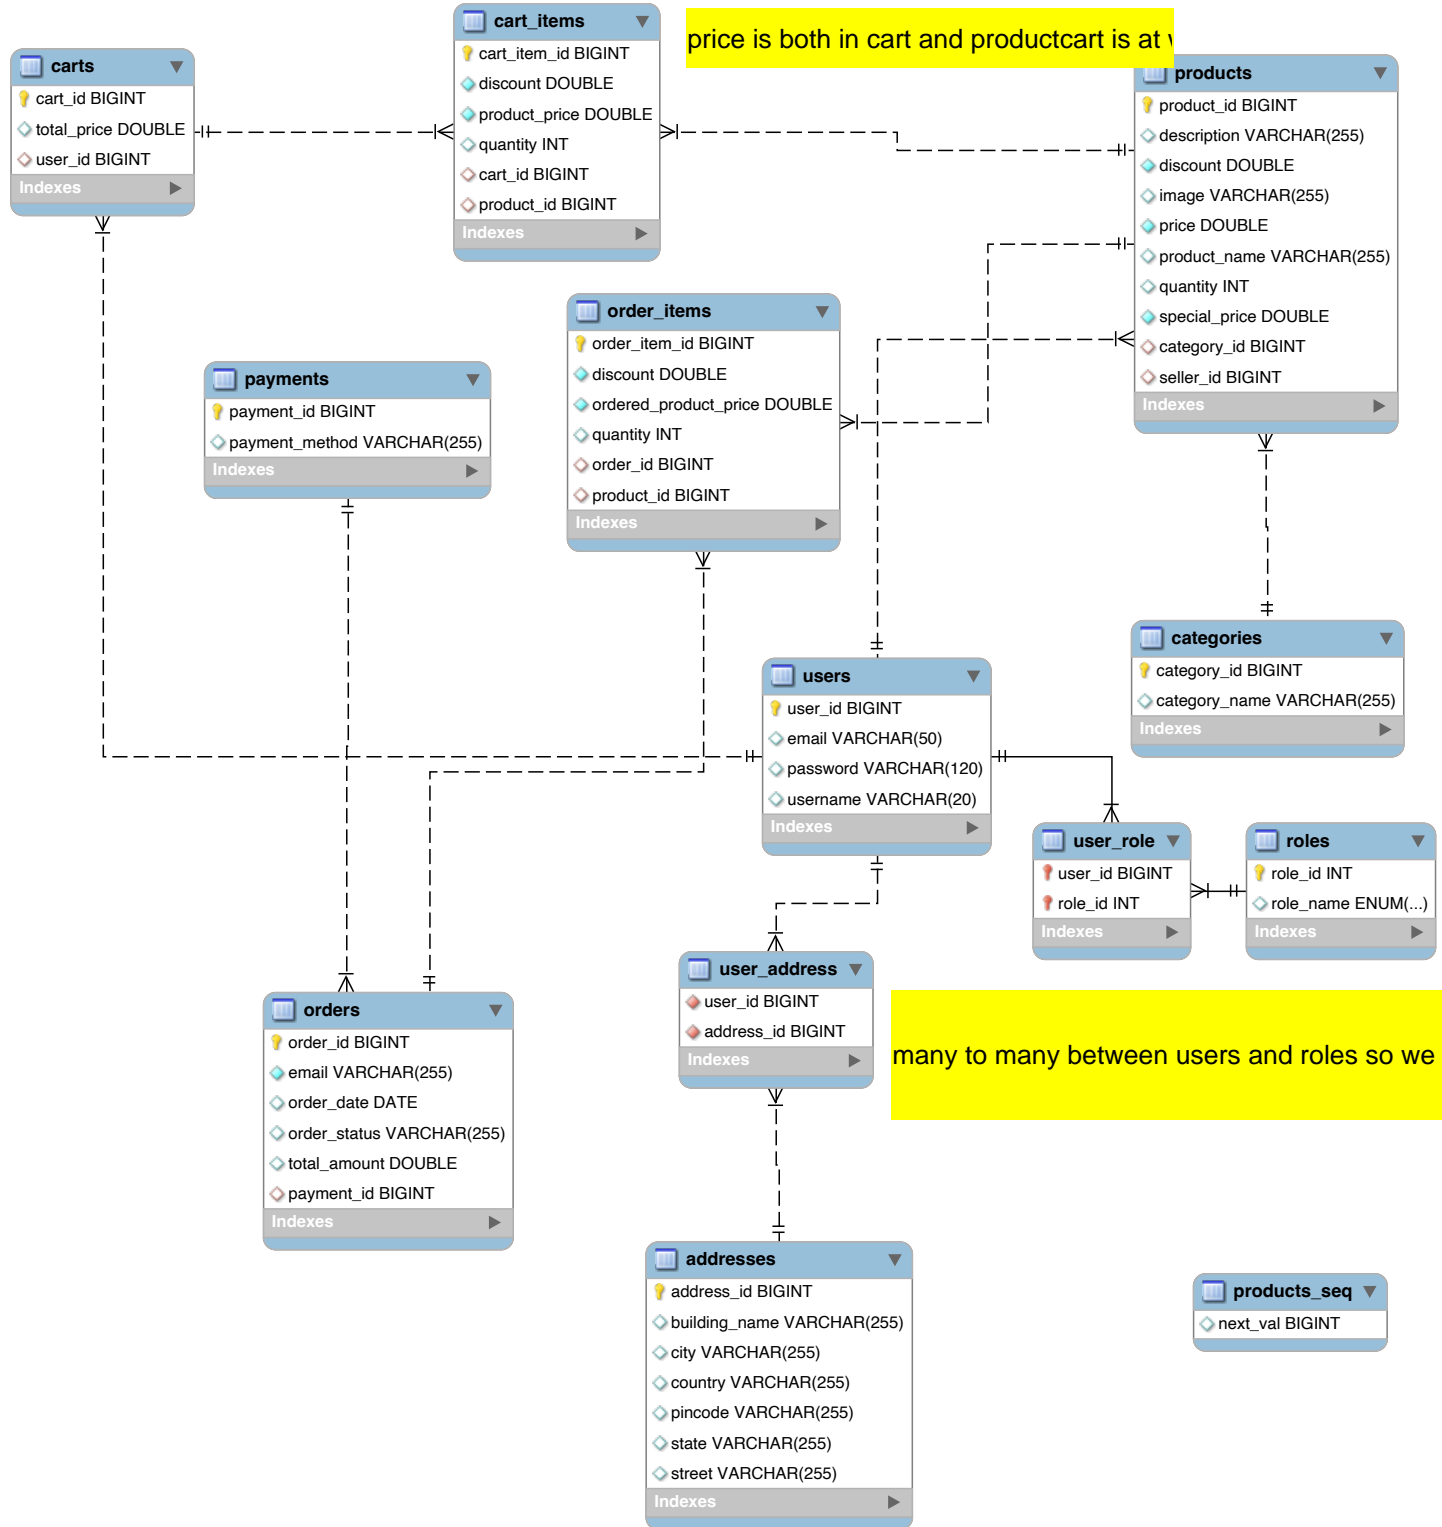 cart_items
cart_item_id BIGINT
discount DOUBLE
product_price DOUBLE
quantity INT
cart_id BIGINT
product_id BIGINT
Indexes
price is both in cart and productcart is at
carts
cart_id BIGINT
total_price DOUBLE
user_id BIGINT
Indexes
products
product_id BIGINT
description VARCHAR(255)
discount DOUBLE
image VARCHAR(255)
price DOUBLE
product_name VARCHAR(255)
quantity INT
special_price DOUBLE
category_id BIGINT
seller_id BIGINT
Indexes
order_items
order_item_id BIGINT
discount DOUBLE
ordered_product_price DOUBLE
quantity INT
order_id BIGINT
product_id BIGINT
Indexes
payments
payment_id BIGINT
payment_method VARCHAR(255)
Indexes
categories
category_id BIGINT
category_name VARCHAR(255)
Indexes
users
user_id BIGINT
email VARCHAR(50)
password VARCHAR(120)
username VARCHAR(20)
Indexes
user_role
user_id BIGINT
role_id INT
Indexes
roles
role_id INT
role_name ENUM(...)
Indexes
user_address
user_id BIGINT
address_id BIGINT
Indexes
many to many between users and roles so we
orders
order_id BIGINT
email VARCHAR(255)
order_date DATE
order_status VARCHAR(255)
total_amount DOUBLE
payment_id BIGINT
Indexes
addresses
address_id BIGINT
building_name VARCHAR(255)
city VARCHAR(255)
country VARCHAR(255)
pincode VARCHAR(255)
state VARCHAR(255)
street VARCHAR(255)
Indexes
products_seq
next_val BIGINT